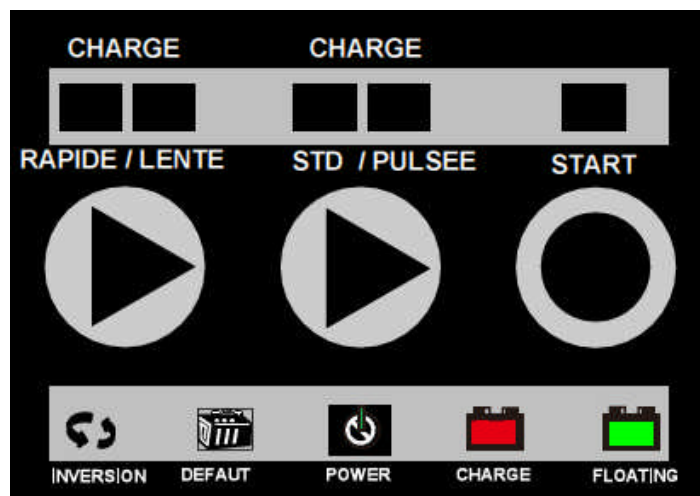 CHARGE CHARGE
RAPIDE / LENTE STD / PULSEE START
INVERSION DEFAUT POWER CHARGE FLOATING